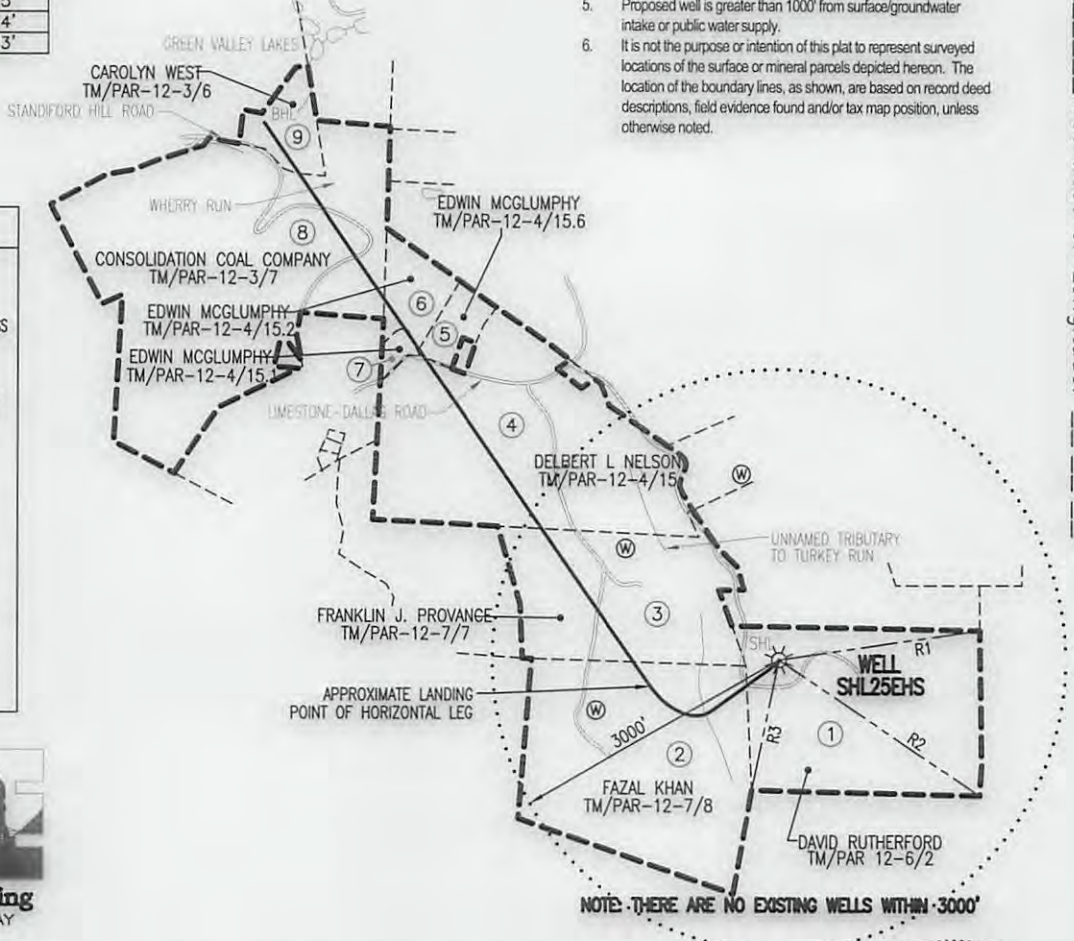 5'
4'
3'
5. Proposed well is greater than 1000' from surface/groundwater
intake or public water supply.
6. It is not the purpose or intention of this plat to represent surveyed
locations of the surface or mineral parcels depicted hereon. The
location of the boundary lines, as shown, are based on record deed
descriptions, field evidence found and/or tax map position, unless
otherwise noted.
GREEN VALLEY LAKES
CAROLYN WEST
TM/PAR-12-3/6
STANDIFORD HILL ROAD
BHL
9
WHERRY RUN
8
EDWIN MCGLUMPHY
TM/PAR-12-4/15.6
CONSOLIDATION COAL COMPANY
TM/PAR-12-3/7
S
EDWIN MCGLUMPHY
TM/PAR-12-4/15.2
6
5
EDWIN MCGLUMPHY
TM/PAR-12-4/15.1
7
LIMESTONE-DALLAS ROAD
4
DELBERT L NELSON
TM/PAR-12-4/15
W
W
UNNAMED TRIBUTARY
TO TURKEY RUN
FRANKLIN J. PROVANCE
TM/PAR-12-7/7
3
SHL
R1
WELL
SHL25EHS
APPROXIMATE LANDING
POINT OF HORIZONTAL LEG
W
3000'
R3
R2
1
2
FAZAL KHAN
TM/PAR-12-7/8
DAVID RUTHERFORD
TM/PAR 12-6/2
ing
AY
NOTE: THERE ARE NO EXISTING WELLS WITHIN 3000'